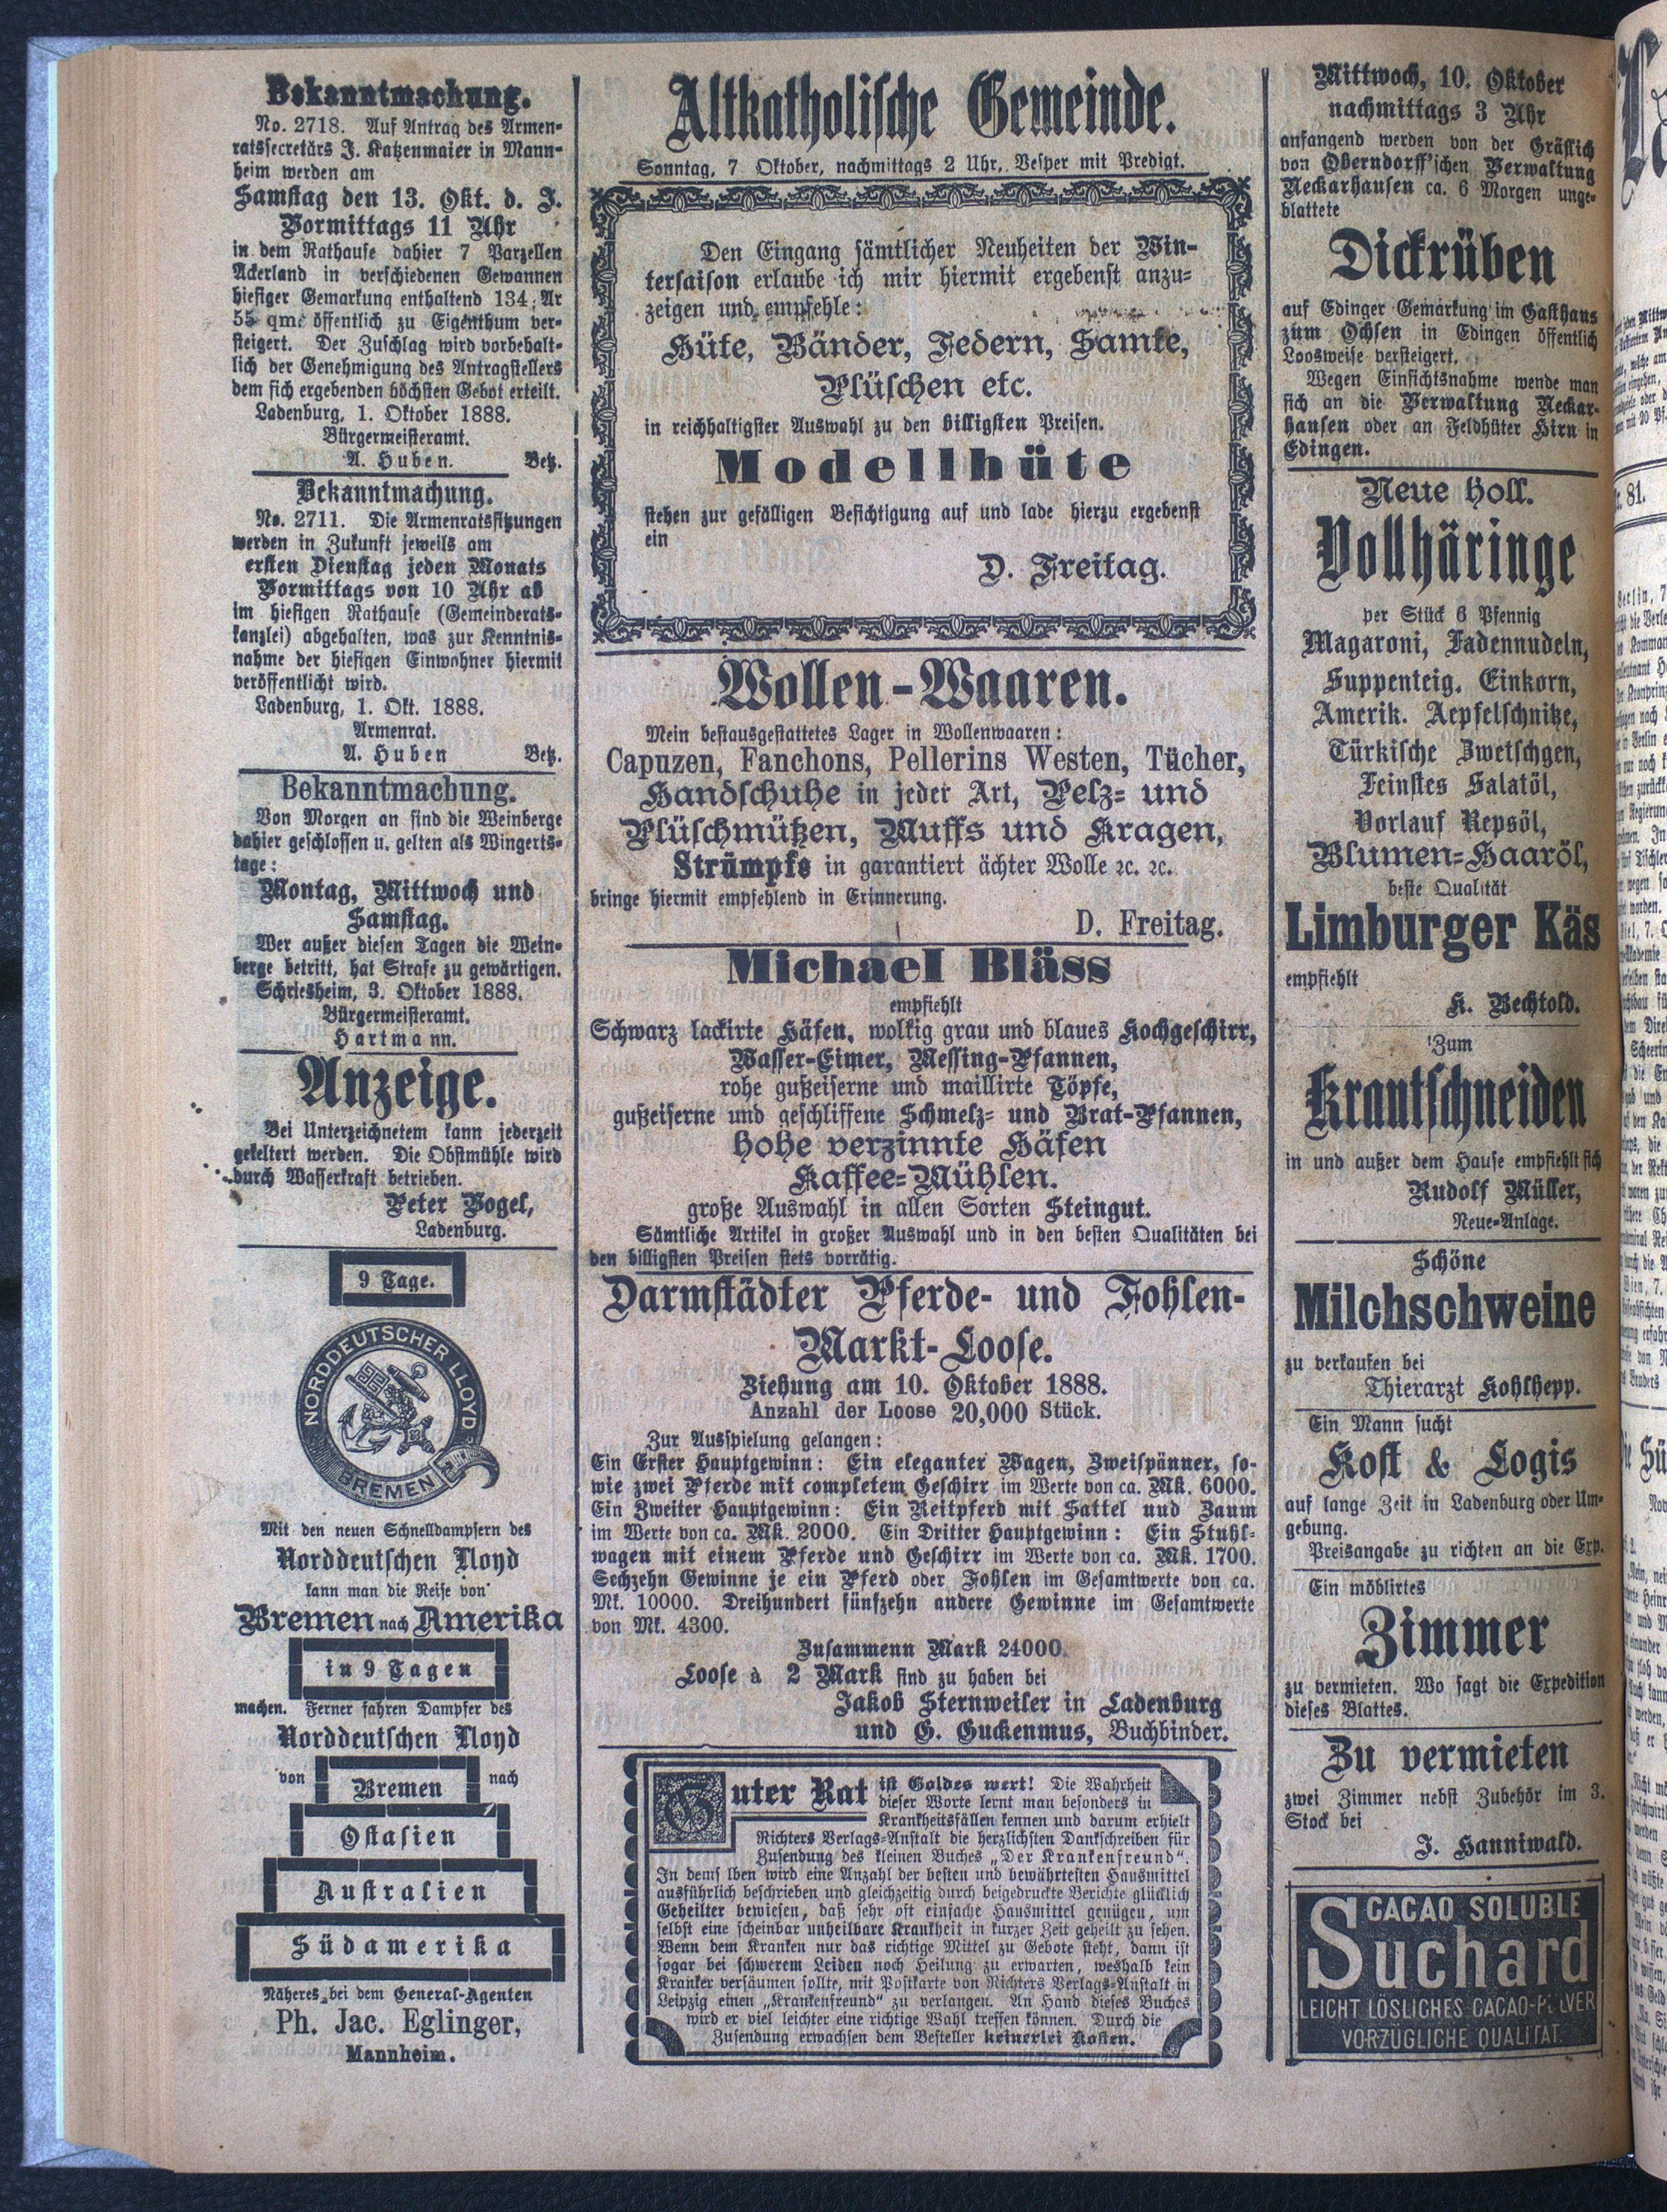 Bekanntmachung.
No. 2718. Auf Antrag des Armen-
ratssecretärs J. Katzenmaier in Mann-
heim werden am
Samstag den 13. Okt. d. J.
Vormittags 11 Uhr
in dem Rathause dahier 7 Parzellen
Ackerland in verschiedenen Gewannen
hiesiger Gemarkung enthaltend 134 Ar
55 qm. öffentlich zu Eigenthum ver-
steigert. Der Zuschlag wird vorbehalt-
lich der Genehmigung des Antragstellers
dem sich ergebenden höchsten Gebot erteilt.
Ladenburg, 1. Oktober 1888.
Bürgermeisteramt.
A. Huben. Betz.
Bekanntmachung.
No. 2711. Die Armenratssitzungen
werden in Zukunft jeweils am
ersten Dienstag jeden Monats
Vormittags von 10 Uhr ab
im hiesigen Rathause (Gemeinderats-
kanzlei) abgehalten, was zur Kenntnis-
nahme der hiesigen Einwohner hiermit
veröffentlicht wird.
Ladenburg, 1. Okt. 1888.
Armenrat.
A. Huben Betz.
Bekanntmachung.
Von Morgen an sind die Weinberge
dahier geschlossen u. gelten als Wingerts-
tage:
Montag, Mittwoch und
Samstag.
Wer außer diesen Tagen die Wein-
berge betritt, hat Strafe zu gewärtigen.
Schriesheim, 3. Oktober 1888.
Bürgermeisteramt.
Hartmann.
Anzeige.
Bei Unterzeichnetem kann jederzeit
gekeltert werden. Die Obstmühle wird
durch Wasserkraft betrieben.
Peter Vogel,
Ladenburg.
9 Tage.
NORDDEUTSCHER LLOYD
BREMEN
Mit den neuen Schnelldampfern des
Norddeutschen Lloyd
kann man die Reise von
Bremen nach Amerika
in 9 Tagen
machen. Ferner fahren Dampfer des
Norddeutschen Lloyd
von Bremen nach
Ostasien
Australien
Südamerika
Näheres bei dem General-Agenten
Ph. Jac. Eglinger,
Mannheim.
Altkatholische Gemeinde.
Sonntag, 7 Oktober, nachmittags 2 Uhr, Vesper mit Predigt.
Den Eingang sämtlicher Neuheiten der Win-
tersaison erlaube ich mir hiermit ergebenst anzu-
zeigen und empfehle:
Hüte, Bänder, Federn, Samte,
Plüschen etc.
in reichhaltigster Auswahl zu den billigsten Preisen.
Modellhüte
stehen zur gefälligen Besichtigung auf und lade hierzu ergebenst
ein
D. Freitag.
Wollen-Waaren.
Mein bestausgestattetes Lager in Wollenwaaren:
Capuzen, Fanchons, Pellerins Westen, Tücher,
Handschuhe in jeder Art, Pelz- und
Plüschmützen, Muffs und Kragen,
Strümpfe in garantiert ächter Wolle ꝛc. ꝛc.
bringe hiermit empfehlend in Erinnerung.
D. Freitag.
Michael Bläss
empfiehlt
Schwarz lackirte Häfen, wolkig grau und blaues Kochgeschirr,
Wasser-Eimer, Messing-Pfannen,
rohe gußeiserne und maillirte Töpfe,
gußeiserne und geschliffene Schmelz- und Brat-Pfannen,
hohe verzinnte Häfen
Kaffee-Mühlen.
große Auswahl in allen Sorten Steingut.
Sämtliche Artikel in großer Auswahl und in den besten Qualitäten bei
den billigsten Preisen stets vorrätig.
Darmstädter Pferde- und Fohlen-
Markt-Loose.
Ziehung am 10. Oktober 1888.
Anzahl der Loose 20,000 Stück.
Zur Ausspielung gelangen:
Ein Erster Hauptgewinn: Ein eleganter Wagen, Zweispänner, so-
wie zwei Pferde mit completem Geschirr im Werte von ca. Mk. 6000.
Ein Zweiter Hauptgewinn: Ein Reitpferd mit Sattel und Zaum
im Werte von ca. Mk. 2000. Ein Dritter Hauptgewinn: Ein Stuhl-
wagen mit einem Pferde und Geschirr im Werte von ca. Mk. 1700.
Sechzehn Gewinne je ein Pferd oder Fohlen im Gesamtwerte von ca.
Mk. 10000. Dreihundert fünfzehn andere Gewinne im Gesamtwerte
von Mk. 4300.
Zusammenn Mark 24000.
Loose à 2 Mark sind zu haben bei
Jakob Sternweiler in Ladenburg
und G. Guckenmus, Buchbinder.
Guter Rat ist Goldes wert! Die Wahrheit
dieser Worte lernt man besonders in
Krankheitsfällen kennen und darum erhielt
Richters Verlags-Anstalt die herzlichsten Dankschreiben für
Zusendung des kleinen Buches „Der Krankenfreund“.
In dems lben wird eine Anzahl der besten und bewährtesten Hausmittel
ausführlich beschrieben und gleichzeitig durch beigedruckte Berichte glücklich
Geheilter bewiesen, daß sehr oft einfache Hausmittel genügen, um
selbst eine scheinbar unheilbare Krankheit in kurzer Zeit geheilt zu sehen.
Wenn dem Kranken nur das richtige Mittel zu Gebote steht, dann ist
sogar bei schwerem Leiden noch Heilung zu erwarten, weshalb kein
Kranker versäumen sollte, mit Postkarte von Richters Verlags-Anstalt in
Leipzig einen „Krankenfreund“ zu verlangen. An Hand dieses Buches
wird er viel leichter eine richtige Wahl treffen können. Durch die
Zusendung erwachsen dem Besteller keinerlei Kosten.
Mittwoch, 10. Oktober
nachmittags 3 Uhr
anfangend werden von der Gräflich
von Oberndorff'schen Verwaltung
Neckarhausen ca. 6 Morgen unge-
blattete
Dickrüben
auf Edinger Gemarkung im Gasthaus
zum Ochsen in Edingen öffentlich
Loosweise versteigert.
Wegen Einsichtsnahme wende man
sich an die Verwaltung Neckar-
hausen oder an Feldhüter Hirn in
Edingen.
Neue Holl.
Vollhäringe
per Stück 6 Pfennig
Magaroni, Fadennudeln,
Suppenteig, Einkorn,
Amerik. Aepfelschnitze,
Türkische Zwetschgen,
Feinstes Salatöl,
Vorlauf Repsöl,
Blumen-Haaröl,
beste Qualität
Limburger Käs
empfiehlt
K. Bechtold.
Zum
Krautschneiden
in und außer dem Hause empfiehlt sich
Rudolf Müller,
Neue-Anlage.
Schöne
Milchschweine
zu verkaufen bei
Thierarzt Kohlhepp.
Ein Mann sucht
Kost & Logis
auf lange Zeit in Ladenburg oder Um-
gebung.
Preisangabe zu richten an die Exp.
Ein möblirtes
Zimmer
zu vermieten. Wo sagt die Expedition
dieses Blattes.
Zu vermieten
zwei Zimmer nebst Zubehör im 3.
Stock bei
J. Hanniwald.
CACAO SOLUBLE
Suchard
LEICHT LÖSLICHES CACAO-PULVER
VORZÜGLICHE QUALITAT.